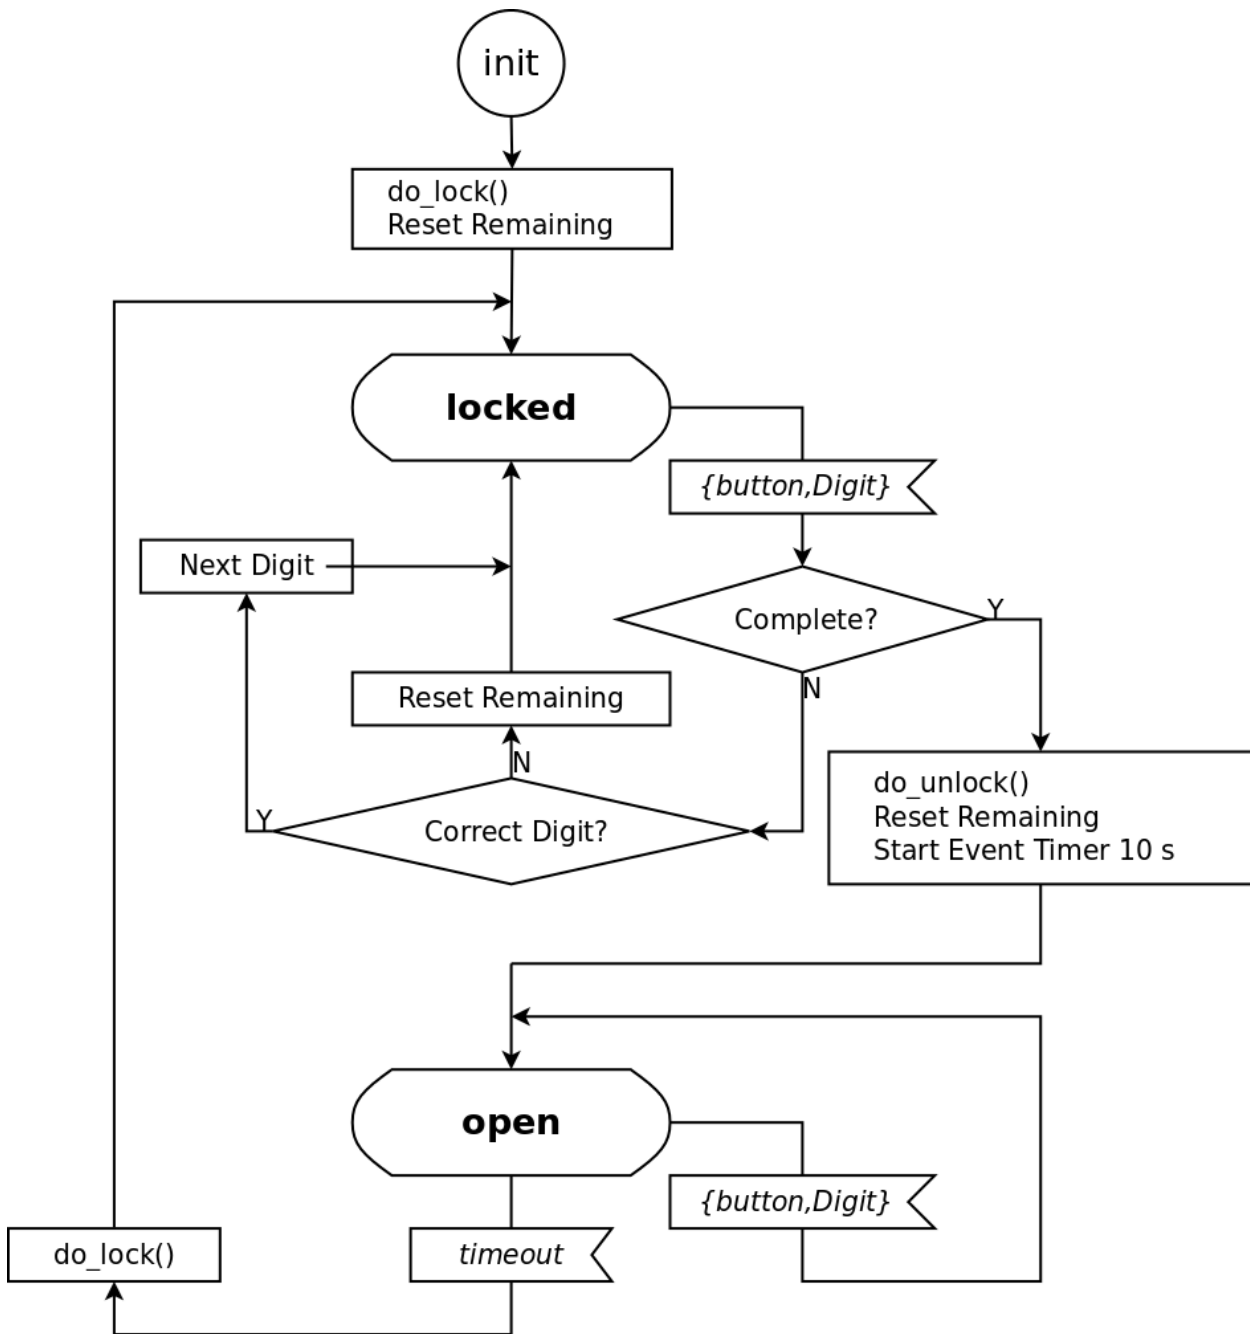 init
do_lock()
Reset Remaining
locked
{button,Digit}
Next Digit
Complete?
Y
N
Reset Remaining
N
Y
Correct Digit?
do_unlock()
Reset Remaining
Start Event Timer 10 s
open
{button,Digit}
do_lock()
timeout